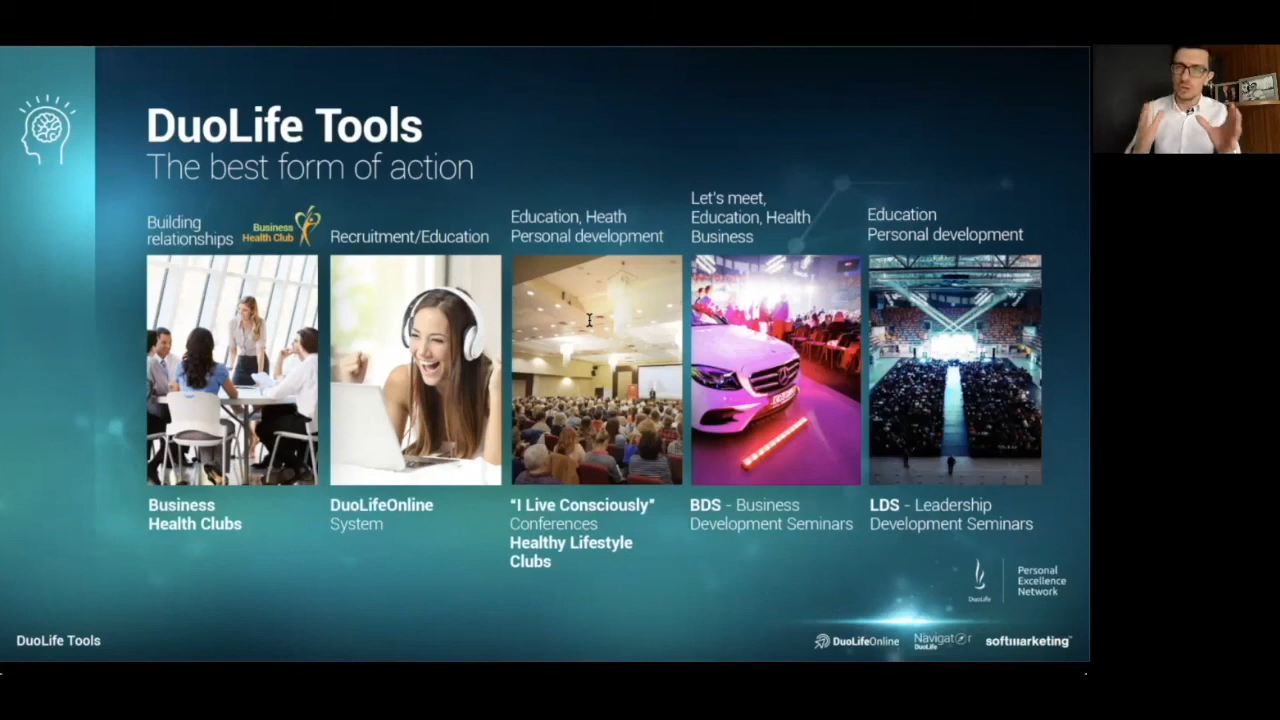 DuoLife Tools
The best form of action
Building
relationships
Business
Health Club
Recruitment/Education
Education, Heath
Personal development
Let's meet,
Education, Health
Business
Education
Personal development
Business
Health Clubs
DuoLifeOnline
System
“I Live Consciously”
Conferences
Healthy Lifestyle
Clubs
BDS - Business
Development Seminars
LDS - Leadership
Development Seminars
DuoLife
Personal
Excellence
Network
DuoLife Tools
DuoLifeOnline
Navigator
DuoLife
softmarketing